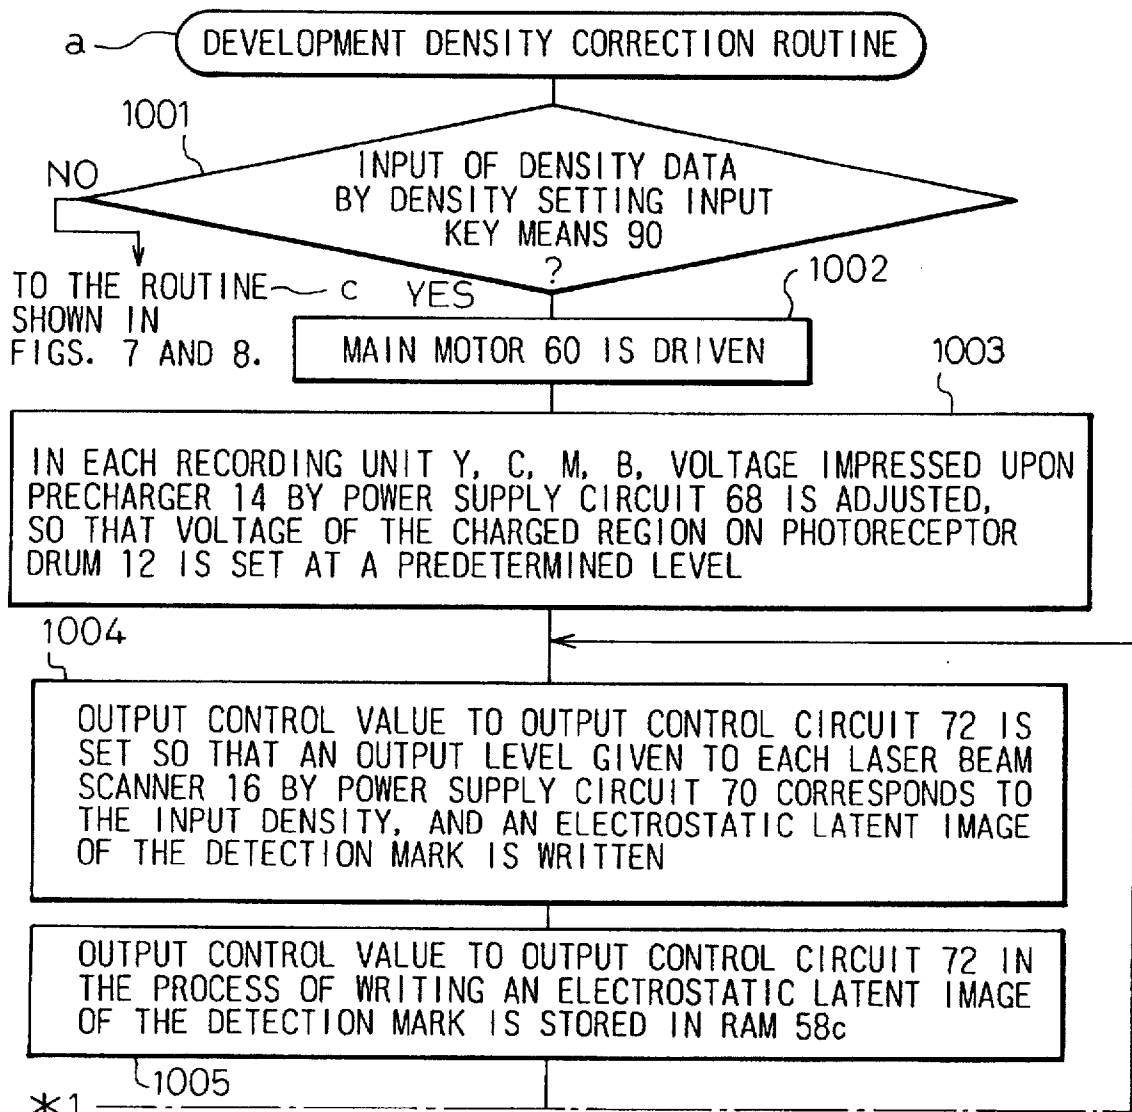 a
DEVELOPMENT DENSITY CORRECTION ROUTINE
1001
NO
INPUT OF DENSITY DATA
BY DENSITY SETTING INPUT
KEY MEANS 90
?
1002
TO THE ROUTINE
c
YES
SHOWN IN
FIGS. 7 AND 8.
MAIN MOTOR 60 IS DRIVEN
1003
IN EACH RECORDING UNIT Y, C, M, B, VOLTAGE IMPRESSED UPON
PRECHARGER 14 BY POWER SUPPLY CIRCUIT 68 IS ADJUSTED,
SO THAT VOLTAGE OF THE CHARGED REGION ON PHOTORECEPTOR
DRUM 12 IS SET AT A PREDETERMINED LEVEL
1004
OUTPUT CONTROL VALUE TO OUTPUT CONTROL CIRCUIT 72 IS
SET SO THAT AN OUTPUT LEVEL GIVEN TO EACH LASER BEAM
SCANNER 16 BY POWER SUPPLY CIRCUIT 70 CORRESPONDS TO
THE INPUT DENSITY, AND AN ELECTROSTATIC LATENT IMAGE
OF THE DETECTION MARK IS WRITTEN
OUTPUT CONTROL VALUE TO OUTPUT CONTROL CIRCUIT 72 IN
THE PROCESS OF WRITING AN ELECTROSTATIC LATENT IMAGE
OF THE DETECTION MARK IS STORED IN RAM 58c
1005
*1